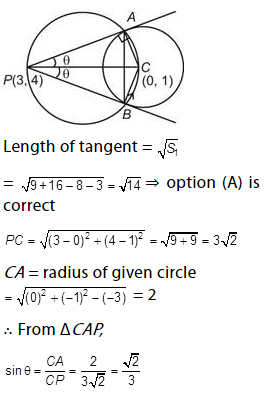 A
P(3, 4)
θ
θ
C
(0, 1)
B
Length of tangent = √S₁
= √9+16−8−3 = √14 ⇒ option (A) is
correct
PC = √(3−0)²+(4−1)² = √9+9 = 3√2
CA = radius of given circle
= √(0)²+(−1)²−(−3) = 2
∴ From ΔCAP,
sin θ = CA/CP = 2/3√2 = √2/3